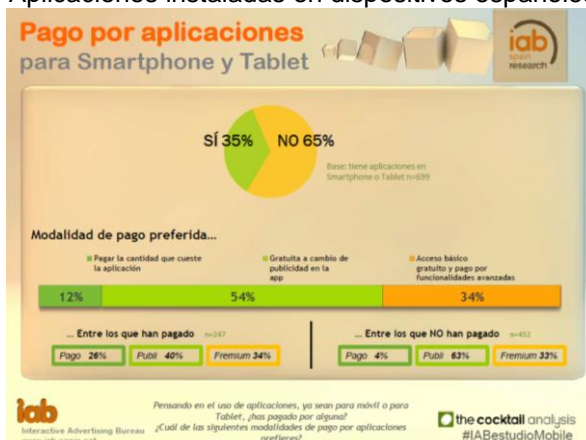 Aplicaciones instaladas en dispositivos españoles
Pago por aplicaciones
para Smartphone y Tablet
iab
spain
research
SÍ 35% NO 65%
Base: tiene aplicaciones en
Smartphone o Tablet n=699
Modalidad de pago preferida...
Pagar la cantidad que cueste
la aplicación
Gratuita a cambio de
publicidad en la
app
Acceso básico
gratuito y pago por
funcionalidades avanzadas
12% 54% 34%
... Entre los que han pagado n=247
Pago 26% Publi 40% Fremium 34%
... Entre los que NO han pagado n=452
Pago 4% Publi 63% Fremium 33%
iab
Interactive Advertising Bureau
Pensando en el uso de aplicaciones, ya sean para móvil o para
Tablet, ¿has pagado por alguna?
¿Cuál de las siguientes modalidades de pago por aplicaciones
prefieres?
the cocktail analysis
#IABestudioMobile